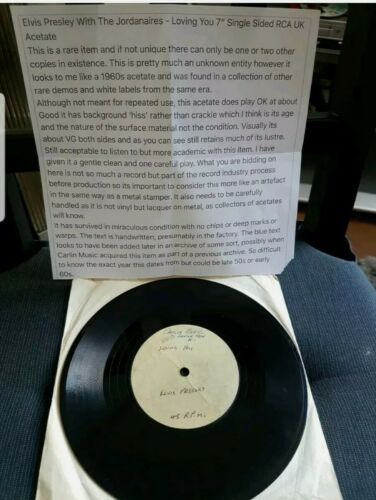 Elvis Presley With The Jordanaires - Loving You 7" Single Sided RCA UK
Acetate
This is a rare item and if not unique there can only be one or two other
copies in existence. This is pretty much an unknown entity however it
looks to me like a 1960s acetate and was found in a collection of other
rare demos and white labels from the same era.
Although not meant for repeated use, this acetate does play OK at about
Good it has background 'hiss' rather than crackle which I think is its age
and the nature of the surface material not the condition. Visually its
about VG both sides and as you can see still retains much of its lustre.
Still acceptable to listen to but more academic with this item. I have
given it a gentle clean and one careful play. What you are bidding on
here is not so much a record but part of the record industry process
before production so its important to consider this more like an artefact
in the same way as a metal stamper. It also needs to be carefully
handled as it not vinyl but lacquer on metal, as collectors of acetates
will know.
It has survived in miraculous condition with no chips or deep marks or
warps. The text is handwritten, presumably in the factory. The blue text
looks to have been added later in an archive of some sort, possibly when
Carlin Music acquired this item as part of a previous archive. So difficult
to know the exact year this dates from but could be late 50s or early
60s.
Loving You
Elvis Presley
45 R.P.M.